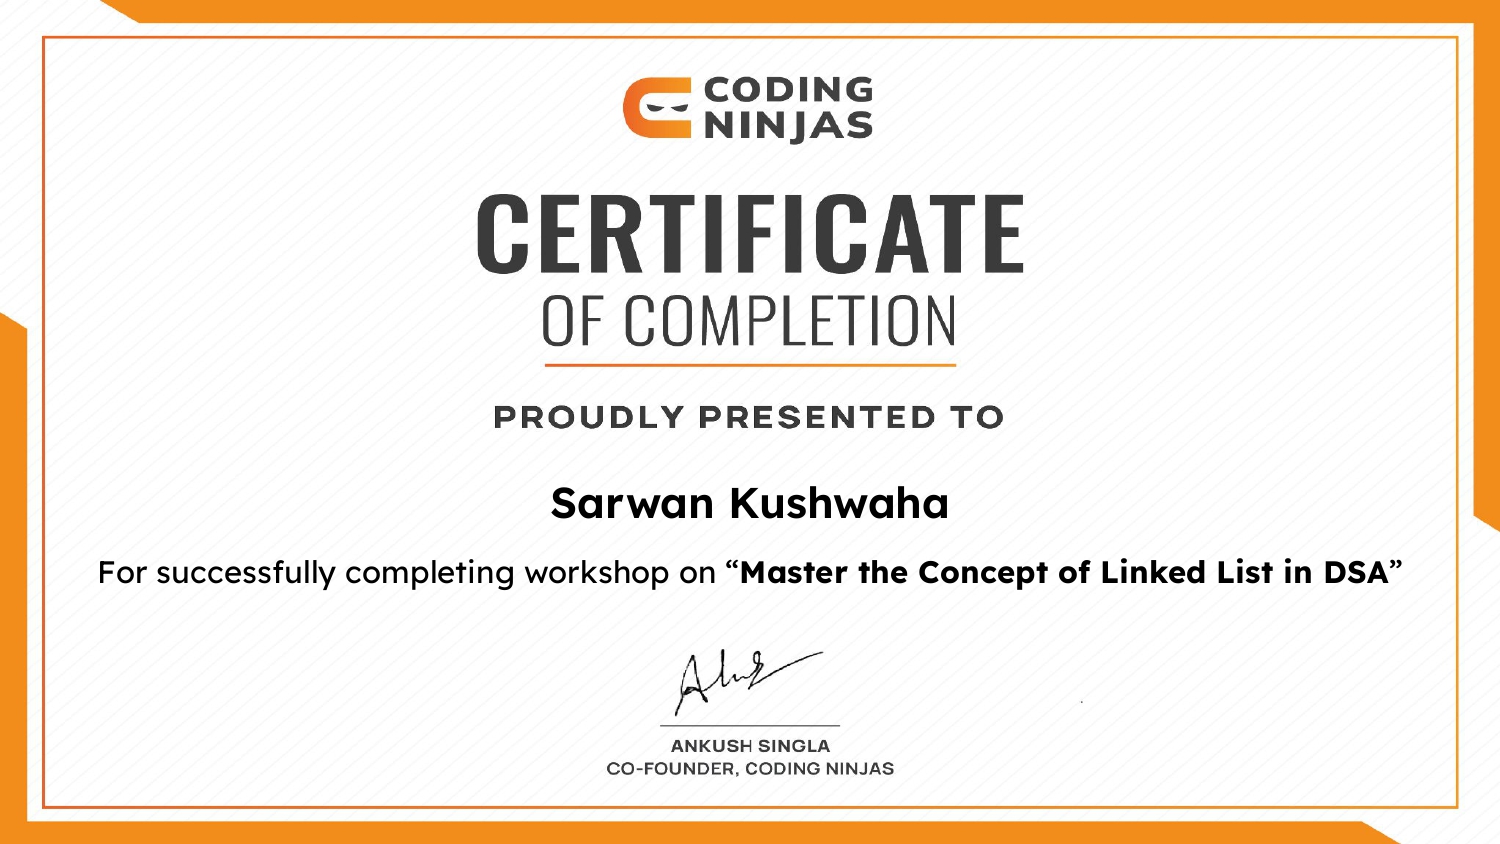 CODING
NINJAS
CERTIFICATE
OF COMPLETION
PROUDLY PRESENTED TO
Sarwan Kushwaha
For successfully completing workshop on “Master the Concept of Linked List in DSA”
ANKUSH SINGLA
CO-FOUNDER, CODING NINJAS